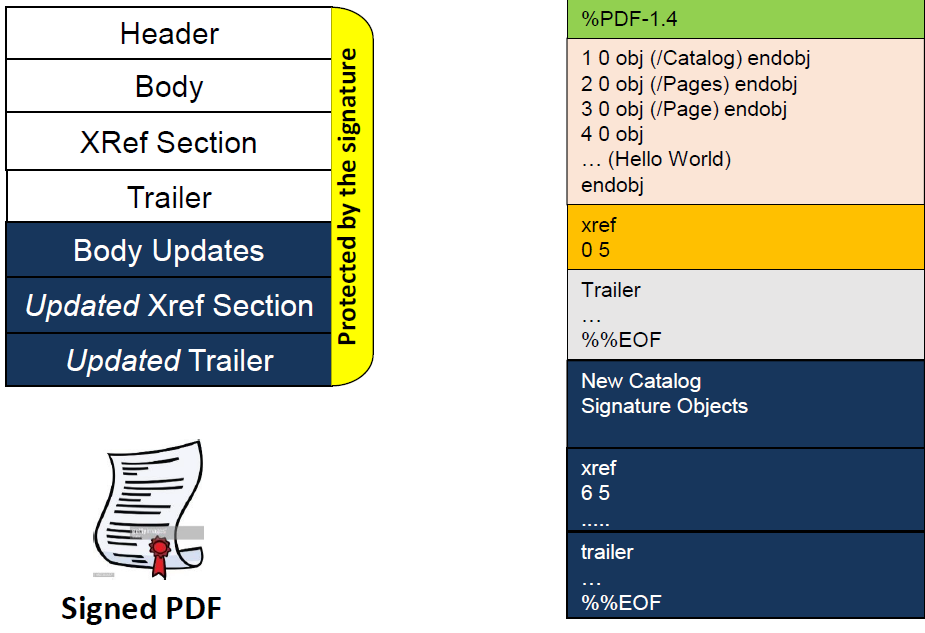 Header
Body
XRef Section
Trailer
Body Updates
Updated Xref Section
Updated Trailer
Protected by the signature
Signed PDF
%PDF-1.4
1 0 obj (/Catalog) endobj
2 0 obj (/Pages) endobj
3 0 obj (/Page) endobj
4 0 obj
… (Hello World)
endobj
xref
0 5
Trailer
…
%%EOF
New Catalog
Signature Objects
xref
6 5
.....
trailer
…
%%EOF